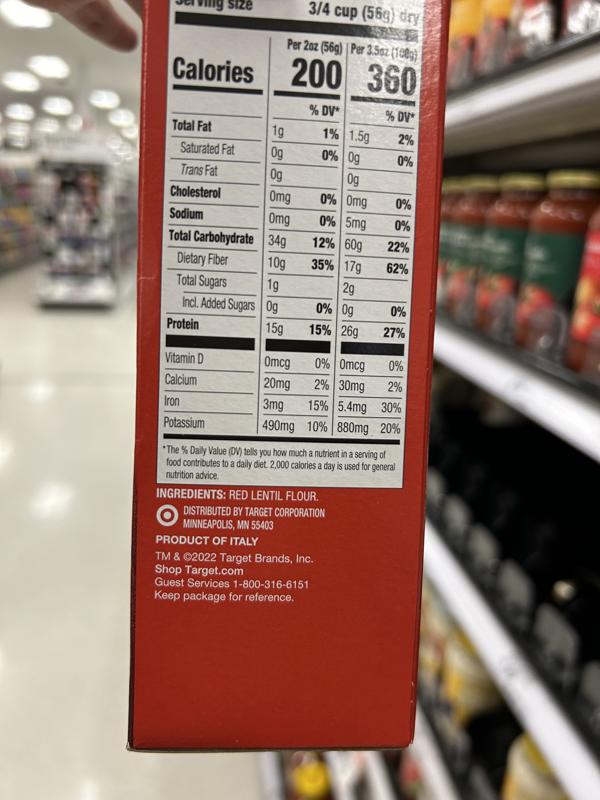 Serving size 3/4 cup (56g) dry
Per 2oz (56g) Per 3.5oz (100g)
Calories 200 360
% DV* % DV*
Total Fat 1g 1% 1.5g 2%
Saturated Fat 0g 0% 0g 0%
Trans Fat 0g 0g
Cholesterol 0mg 0% 0mg 0%
Sodium 0mg 0% 5mg 0%
Total Carbohydrate 34g 12% 60g 22%
Dietary Fiber 10g 35% 17g 62%
Total Sugars 1g 2g
Incl. Added Sugars 0g 0% 0g 0%
Protein 15g 15% 26g 27%
Vitamin D 0mcg 0% 0mcg 0%
Calcium 20mg 2% 30mg 2%
Iron 3mg 15% 5.4mg 30%
Potassium 490mg 10% 880mg 20%
*The % Daily Value (DV) tells you how much a nutrient in a serving of
food contributes to a daily diet. 2,000 calories a day is used for general
nutrition advice.
INGREDIENTS: RED LENTIL FLOUR.
DISTRIBUTED BY TARGET CORPORATION
MINNEAPOLIS, MN 55403
PRODUCT OF ITALY
TM & ©2022 Target Brands, Inc.
Shop Target.com
Guest Services 1-800-316-6151
Keep package for reference.